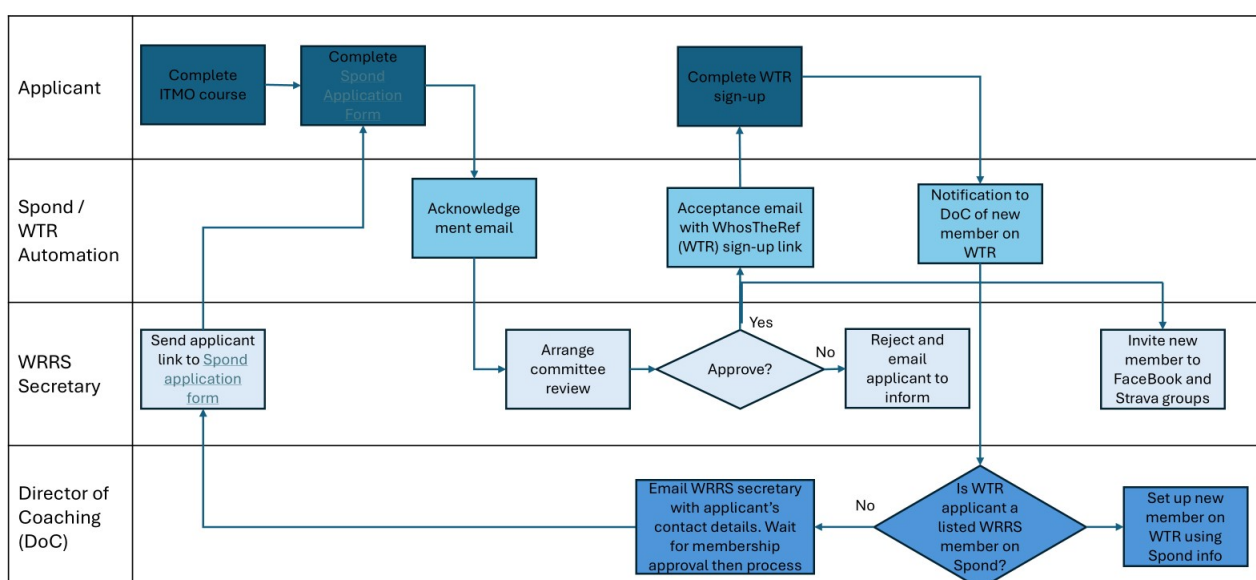 Applicant
Complete
ITMO course
Complete
Spond
Application
Form
Complete WTR
sign-up
Spond /
WTR
Automation
Acknowledge
ment email
Acceptance email
with WhosTheRef
(WTR) sign-up link
Notification to
DoC of new
member on
WTR
WRRS
Secretary
Send applicant
link to Spond
application
form
Arrange
committee
review
Approve?
Yes
No
Reject and
email
applicant to
inform
Invite new
member to
FaceBook and
Strava groups
Director of
Coaching
(DoC)
Email WRRS secretary
with applicant's
contact details. Wait
for membership
approval then process
No
Is WTR
applicant a
listed WRRS
member on
Spond?
Set up new
member on
WTR using
Spond info